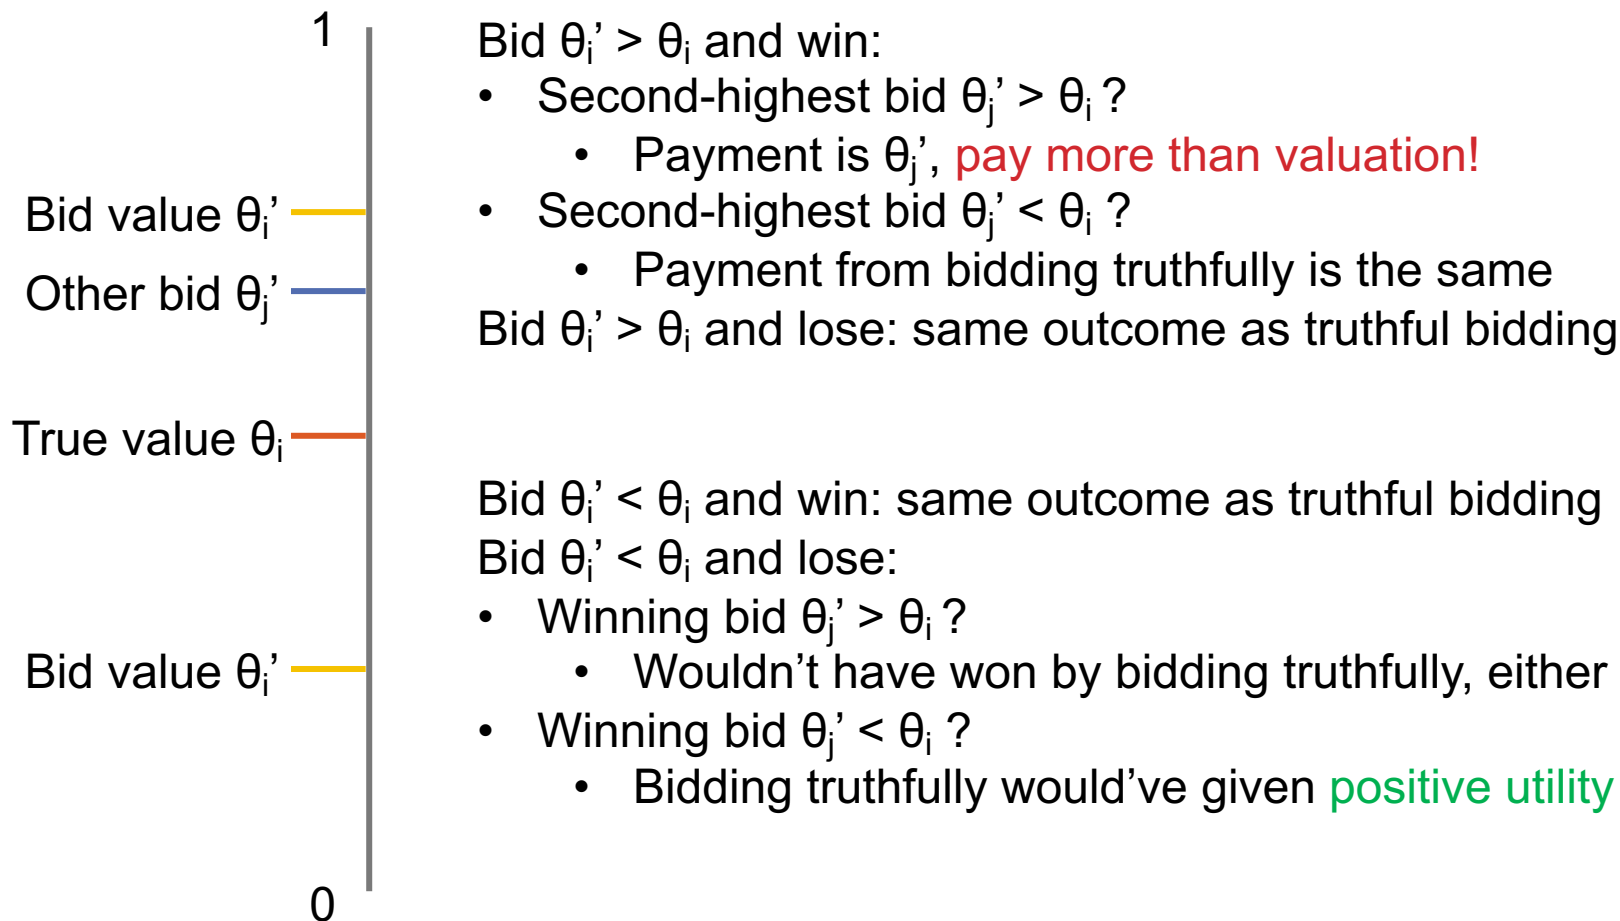 1
Bid value θᵢ’
Other bid θⱼ’
True value θᵢ
Bid value θᵢ’
0
Bid θᵢ’ > θᵢ and win:
• Second-highest bid θⱼ’ > θᵢ ?
• Payment is θⱼ’, pay more than valuation!
• Second-highest bid θⱼ’ < θᵢ ?
• Payment from bidding truthfully is the same
Bid θᵢ’ > θᵢ and lose: same outcome as truthful bidding
Bid θᵢ’ < θᵢ and win: same outcome as truthful bidding
Bid θᵢ’ < θᵢ and lose:
• Winning bid θⱼ’ > θᵢ ?
• Wouldn’t have won by bidding truthfully, either
• Winning bid θⱼ’ < θᵢ ?
• Bidding truthfully would’ve given positive utility